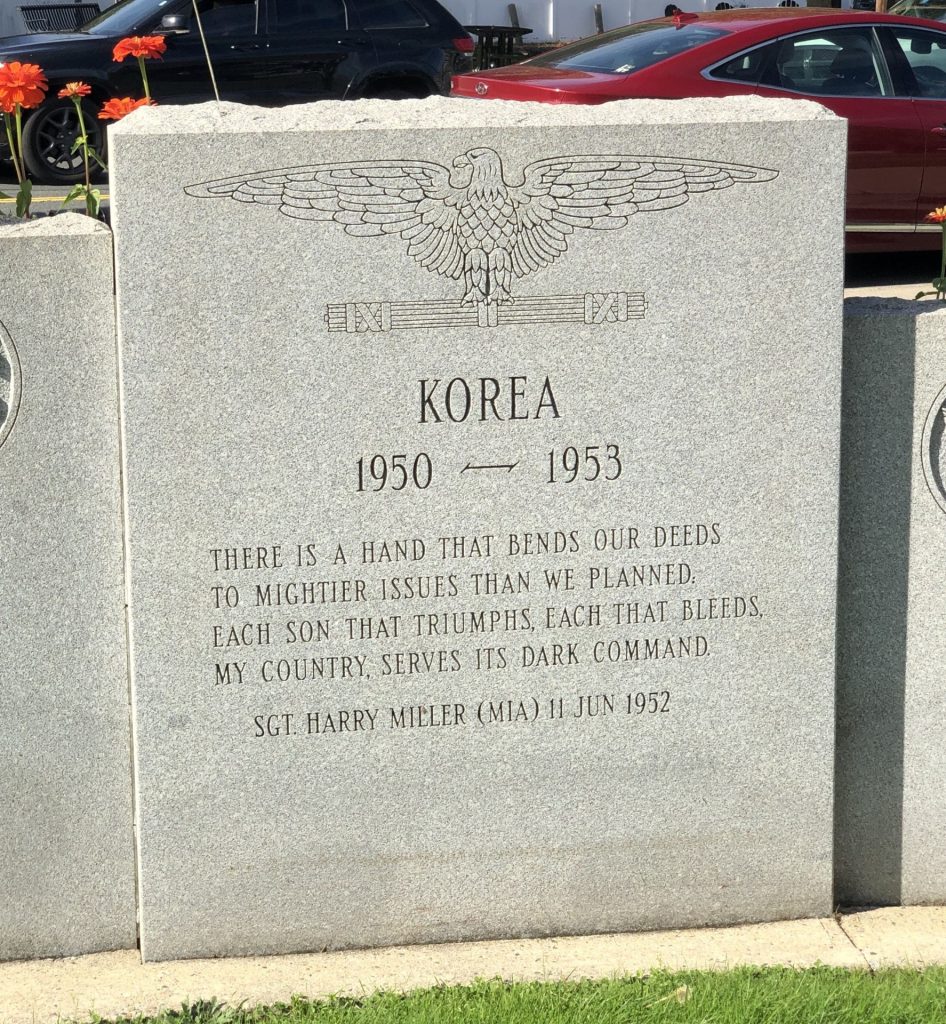 KOREA
1950 — 1953
THERE IS A HAND THAT BENDS OUR DEEDS
TO MIGHTIER ISSUES THAN WE PLANNED;
EACH SON THAT TRIUMPHS, EACH THAT BLEEDS,
MY COUNTRY, SERVES ITS DARK COMMAND.
SGT. HARRY MILLER (MIA) 11 JUN 1952